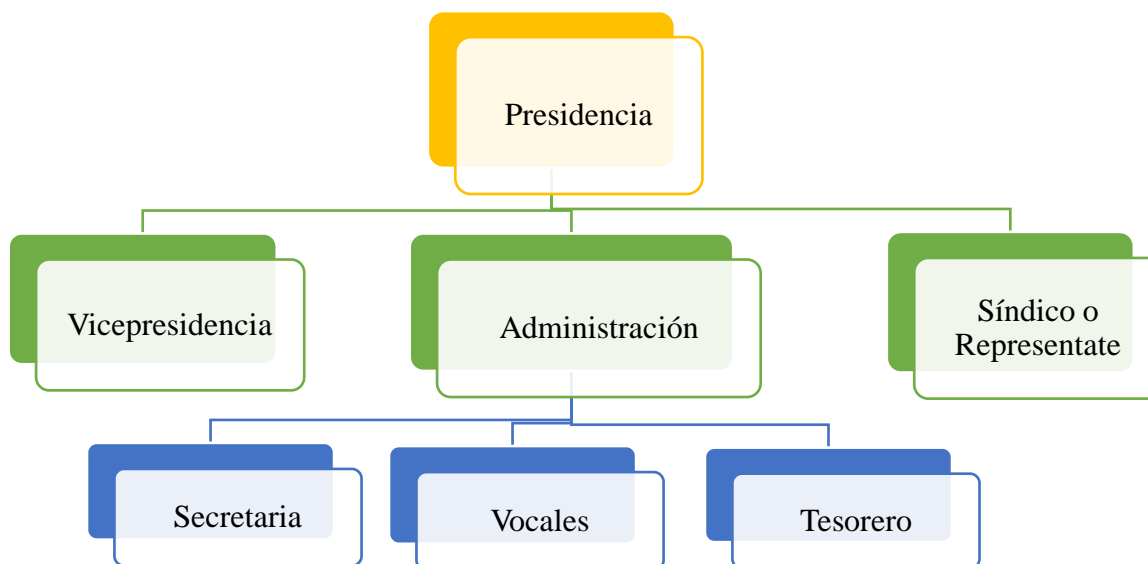 Presidencia
Vicepresidencia
Administración
Síndico o
Representate
Secretaria
Vocales
Tesorero